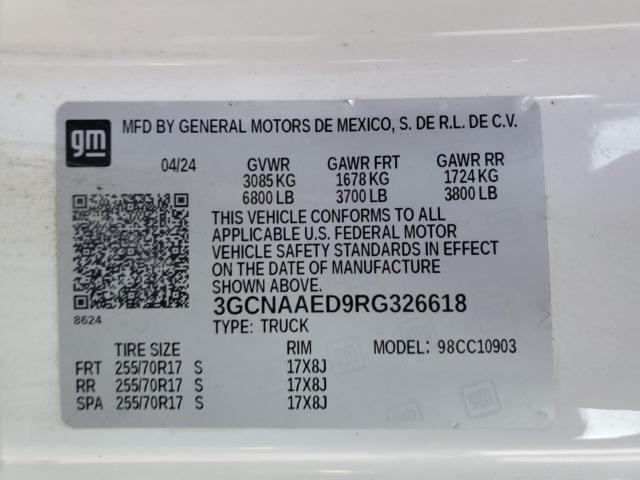 gm MFD BY GENERAL MOTORS DE MEXICO, S. DE R.L. DE C.V.
04/24 GVWR GAWR FRT GAWR RR
3085 KG 1678 KG 1724 KG
6800 LB 3700 LB 3800 LB
THIS VEHICLE CONFORMS TO ALL
APPLICABLE U.S. FEDERAL MOTOR
VEHICLE SAFETY STANDARDS IN EFFECT
ON THE DATE OF MANUFACTURE
SHOWN ABOVE.
3GCNAAED9RG326618
8624
TYPE: TRUCK
TIRE SIZE RIM MODEL: 98CC10903
FRT 255/70R17 S 17X8J
RR 255/70R17 S 17X8J
SPA 255/70R17 S 17X8J
gm